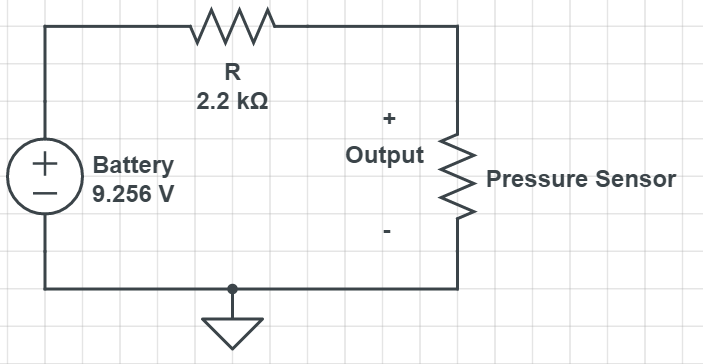 R
2.2 kΩ
+
Output
-
Battery
9.256 V
Pressure Sensor